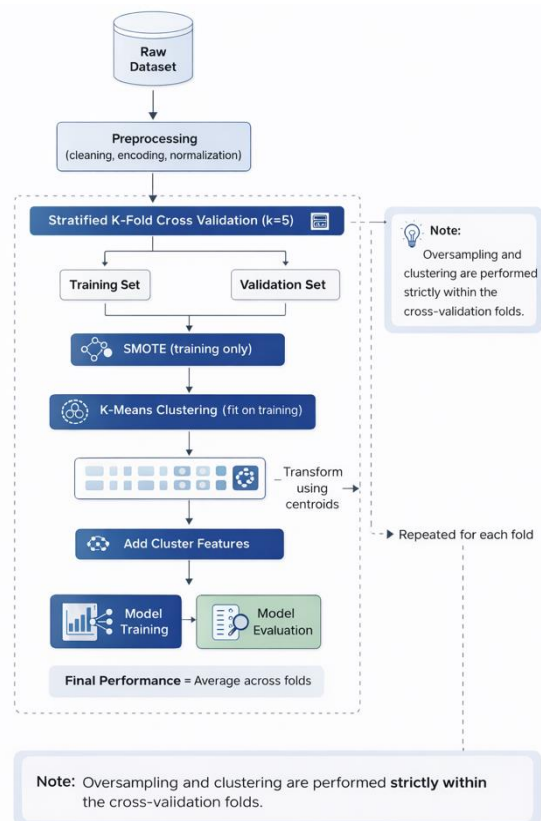 Raw
Dataset
Preprocessing
(cleaning, encoding, normalization)
Stratified K-Fold Cross Validation (k=5)
Note:
Oversampling and
clustering are performed
strictly within the
cross-validation folds.
Training Set
Validation Set
SMOTE (training only)
K-Means Clustering (fit on training)
Transform
using
centroids
Add Cluster Features
Repeated for each fold
Model
Training
Model
Evaluation
Final Performance = Average across folds
Note: Oversampling and clustering are performed strictly within
the cross-validation folds.